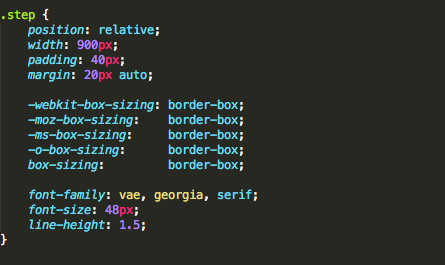 .step {
    position: relative;
    width: 900px;
    padding: 40px;
    margin: 20px auto;

    -webkit-box-sizing: border-box;
    -moz-box-sizing:    border-box;
    -ms-box-sizing:     border-box;
    -o-box-sizing:      border-box;
    box-sizing:         border-box;

    font-family: vae, georgia, serif;
    font-size: 48px;
    line-height: 1.5;
}